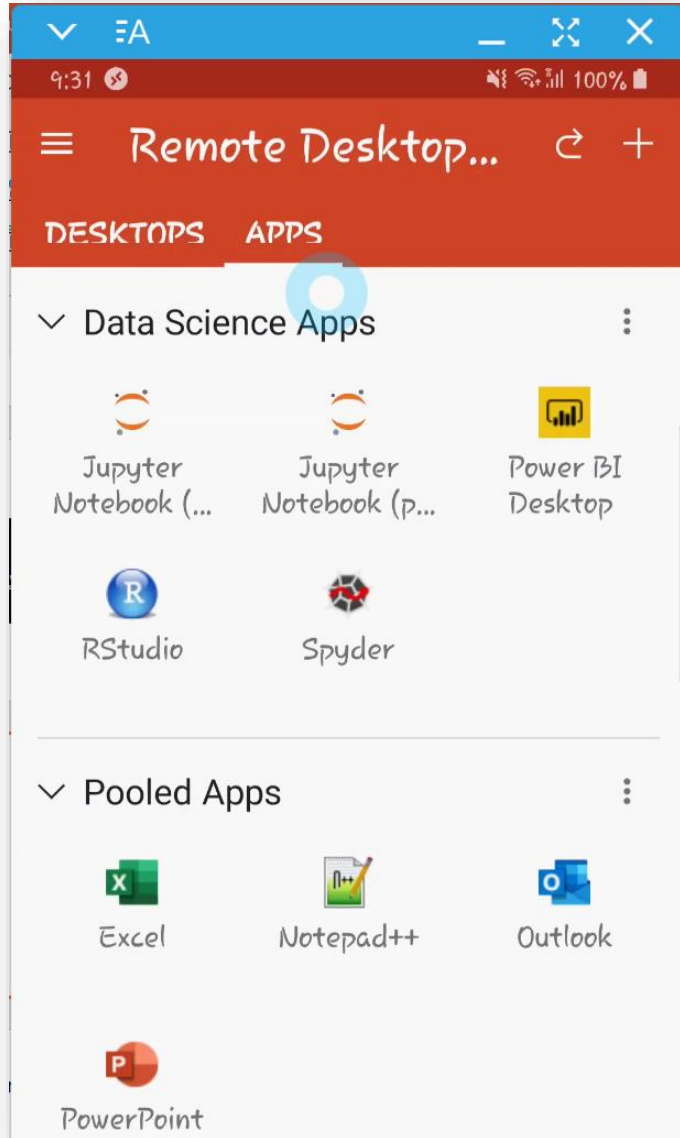 ΞA
9:31 100%
Remote Desktop...
DESKTOPS APPS
Data Science Apps
Jupyter Jupyter Power BI
Notebook (... Notebook (p... Desktop
RStudio Spyder
Pooled Apps
Excel Notepad++ Outlook
PowerPoint